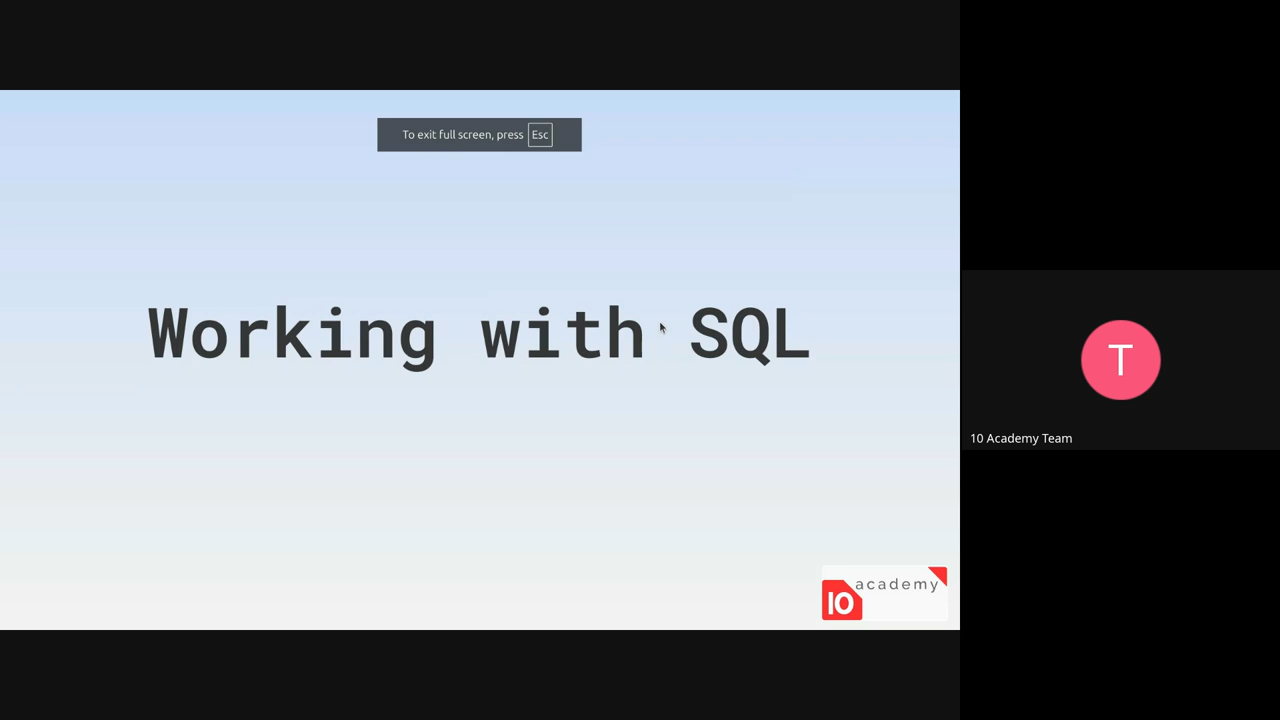 To exit full screen, press Esc
Working with SQL
10 academy
T
10 Academy Team